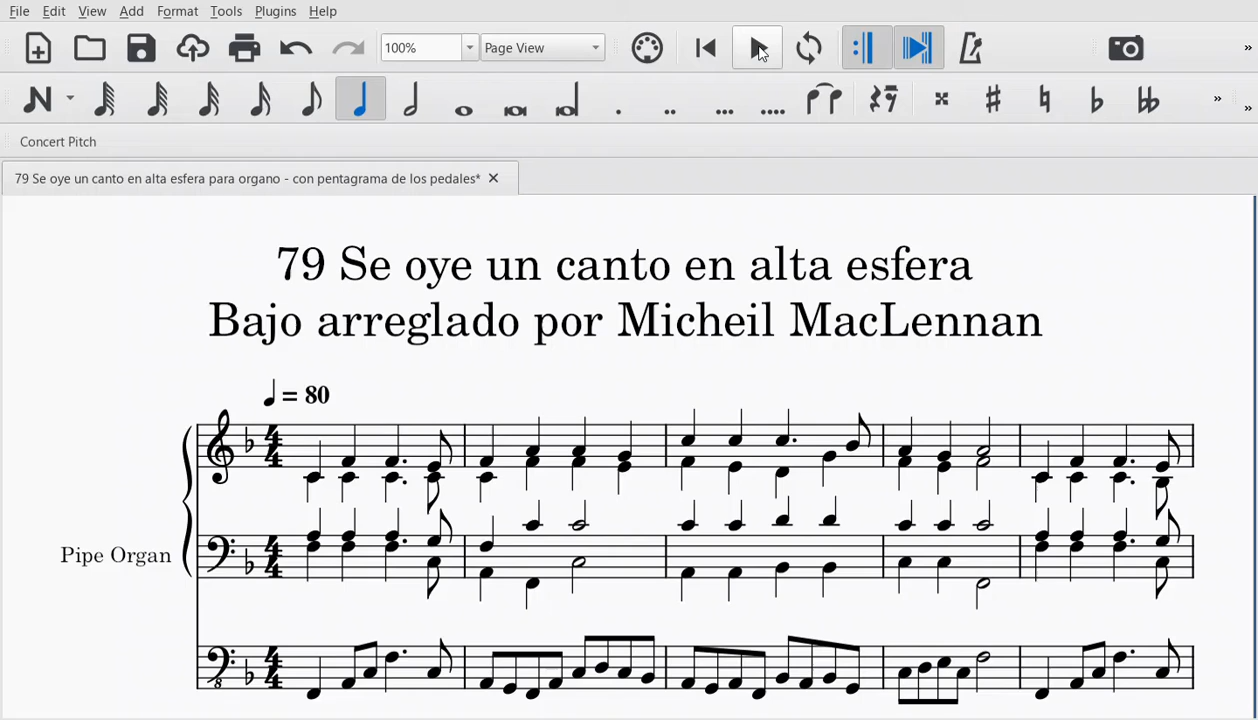 File Edit View Add Format Tools Plugins Help
100% Page View
Concert Pitch
79 Se oye un canto en alta esfera para organo - con pentagrama de los pedales*
79 Se oye un canto en alta esfera
Bajo arreglado por Micheil MacLennan
= 80
Pipe Organ